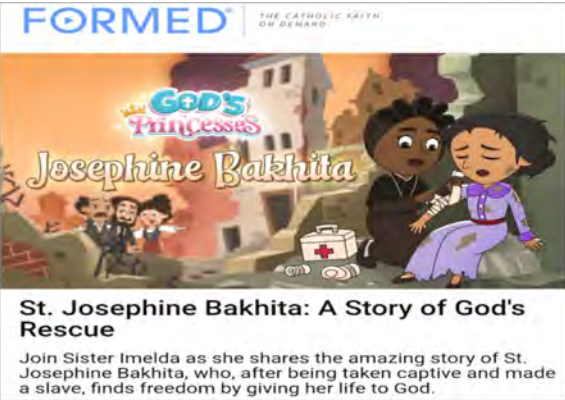 FORMED®
THE CATHOLIC FAITH.
ON DEMAND.
GOD'S
PRINCESSES
Josephine Bakhita
St. Josephine Bakhita: A Story of God's
Rescue
Join Sister Imelda as she shares the amazing story of St.
Josephine Bakhita, who, after being taken captive and made
a slave, finds freedom by giving her life to God.